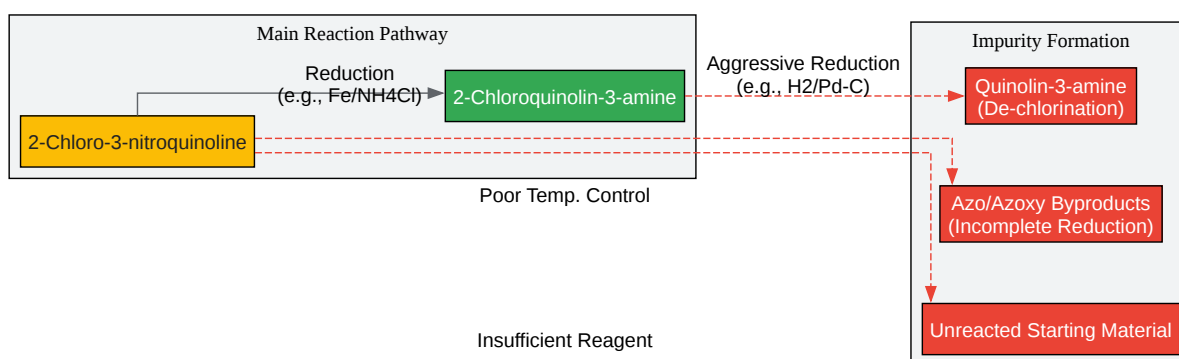 Main Reaction Pathway
Reduction
(e.g., Fe/NH4Cl)
2-Chloroquinolin-3-amine
2-Chloro-3-nitroquinoline
Aggressive Reduction
(e.g., H2/Pd-C)
Poor Temp. Control
Insufficient Reagent
Impurity Formation
Quinolin-3-amine
(De-chlorination)
Azo/Azoxy Byproducts
(Incomplete Reduction)
Unreacted Starting Material